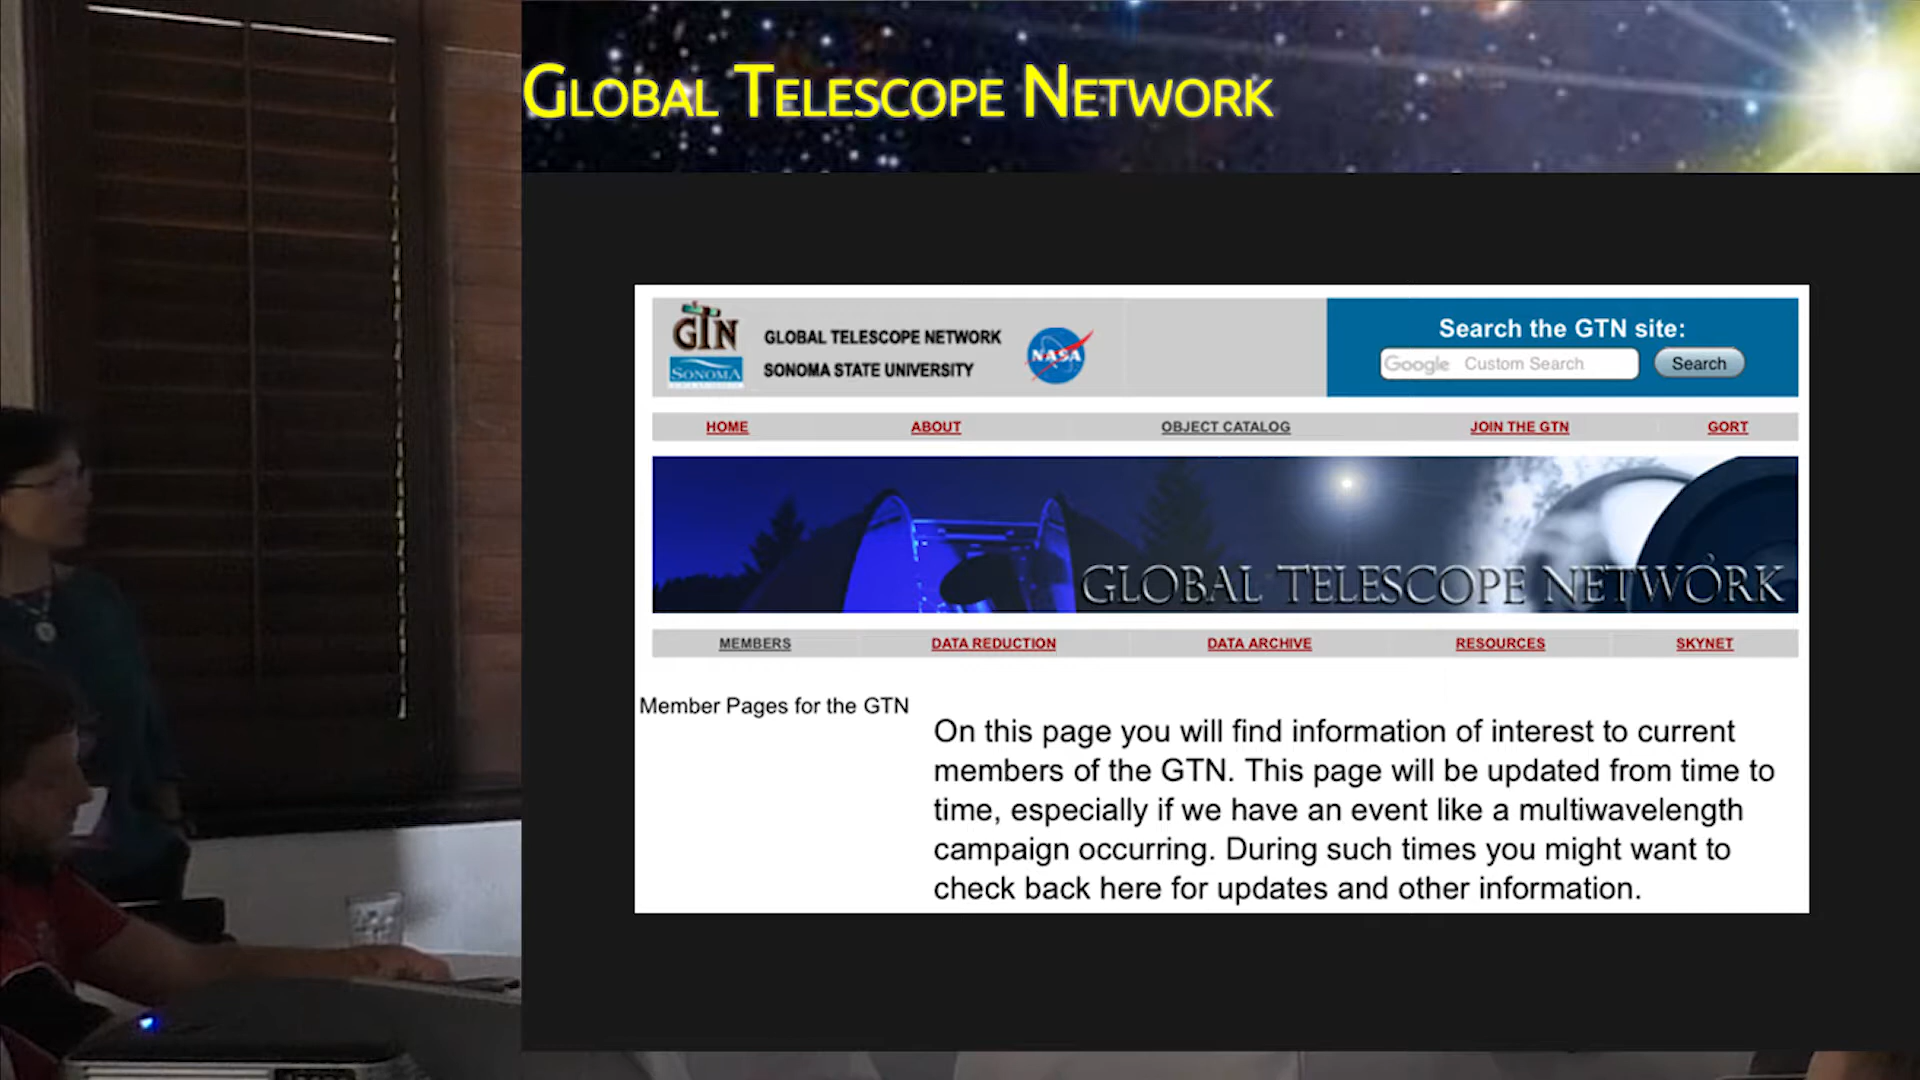 GLOBAL TELESCOPE NETWORK
GTN
SONOMA
GLOBAL TELESCOPE NETWORK
SONOMA STATE UNIVERSITY
NASA
Search the GTN site:
Google Custom Search
Search
HOME ABOUT OBJECT CATALOG JOIN THE GTN GORT
GLOBAL TELESCOPE NETWORK
MEMBERS DATA REDUCTION DATA ARCHIVE RESOURCES SKYNET
Member Pages for the GTN
On this page you will find information of interest to current
members of the GTN. This page will be updated from time to
time, especially if we have an event like a multiwavelength
campaign occurring. During such times you might want to
check back here for updates and other information.